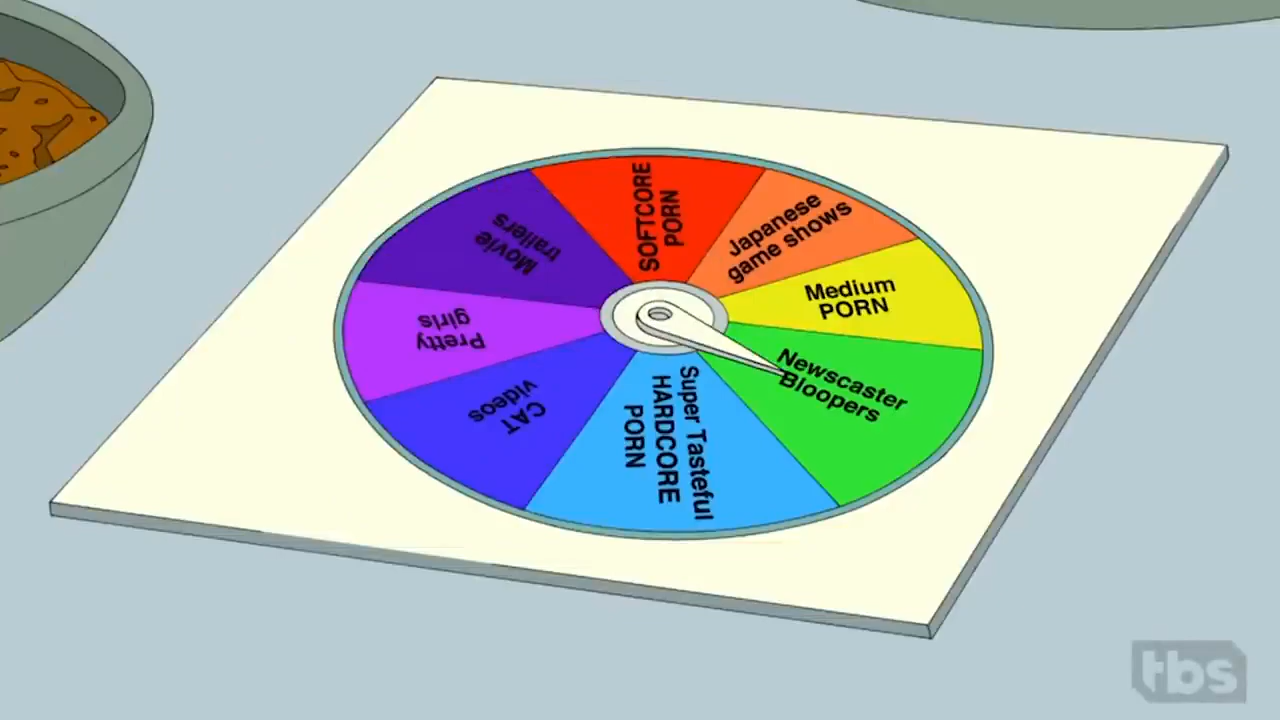 SOFTCORE
PORN
Japanese
game shows
Medium
PORN
Newscaster
Bloopers
Super Tasteful
HARDCORE
PORN
CAT
videos
Pretty
girls
Movie
trailers
tbs